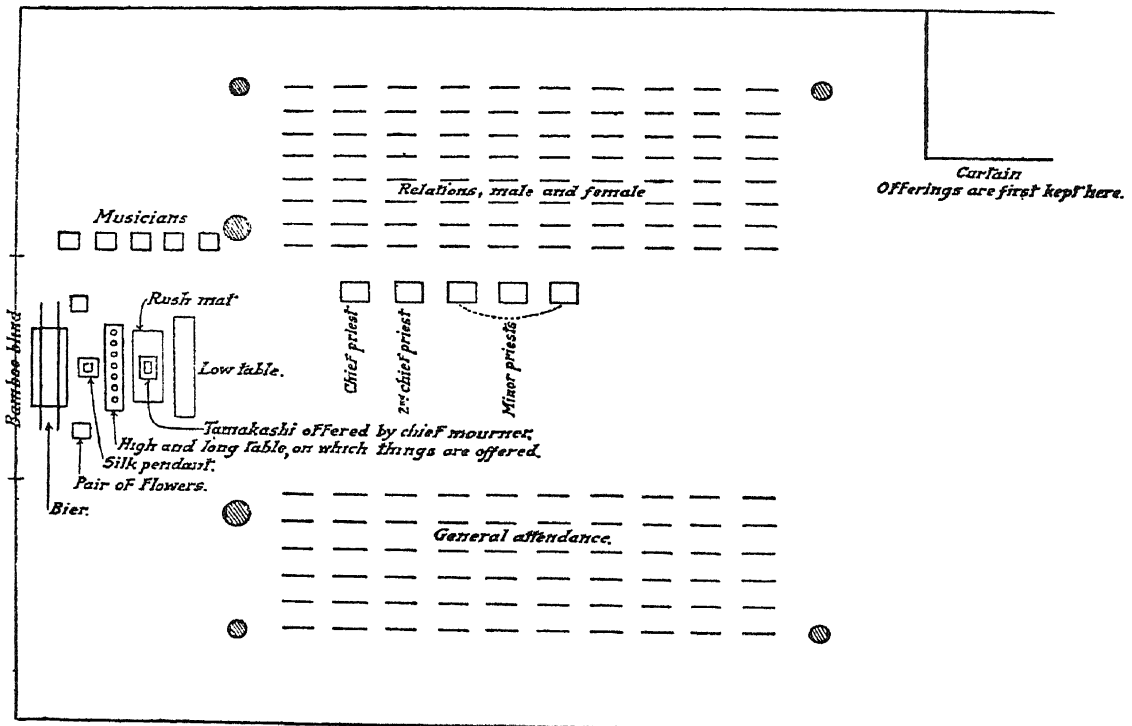 Curtain
Offerings are first kept here.
Relations, male and female
Musicians
Rush mat
Bamboo blind
Low table.
Chief priest
2nd chief priest
Minor priests
Tamakashi offered by chief mourner.
High and long table, on which things are offered.
Silk pendant.
Pair of Flowers.
Bier.
General attendance.